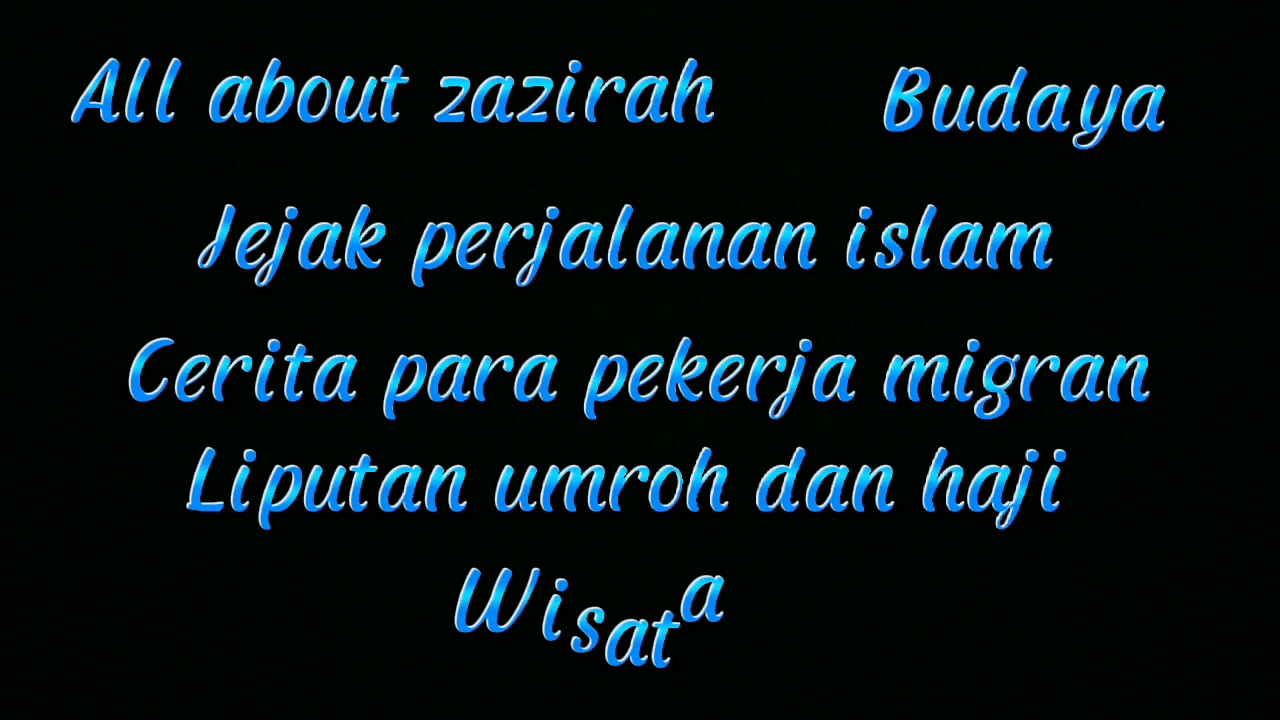 All about zazirah Budaya
Jejak perjalanan islam
Cerita para pekerja migran
Liputan umroh dan haji
Wisata